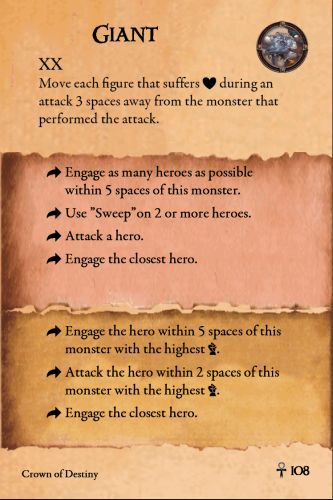 GIANT
XX
Move each figure that suffers ♥ during an
attack 3 spaces away from the monster that
performed the attack.
Engage as many heroes as possible
within 5 spaces of this monster.
Use ”Sweep”on 2 or more heroes.
Attack a hero.
Engage the closest hero.
Engage the hero within 5 spaces of this
monster with the highest .
Attack the hero within 2 spaces of this
monster with the highest .
Engage the closest hero.
Crown of Destiny
☥ 108